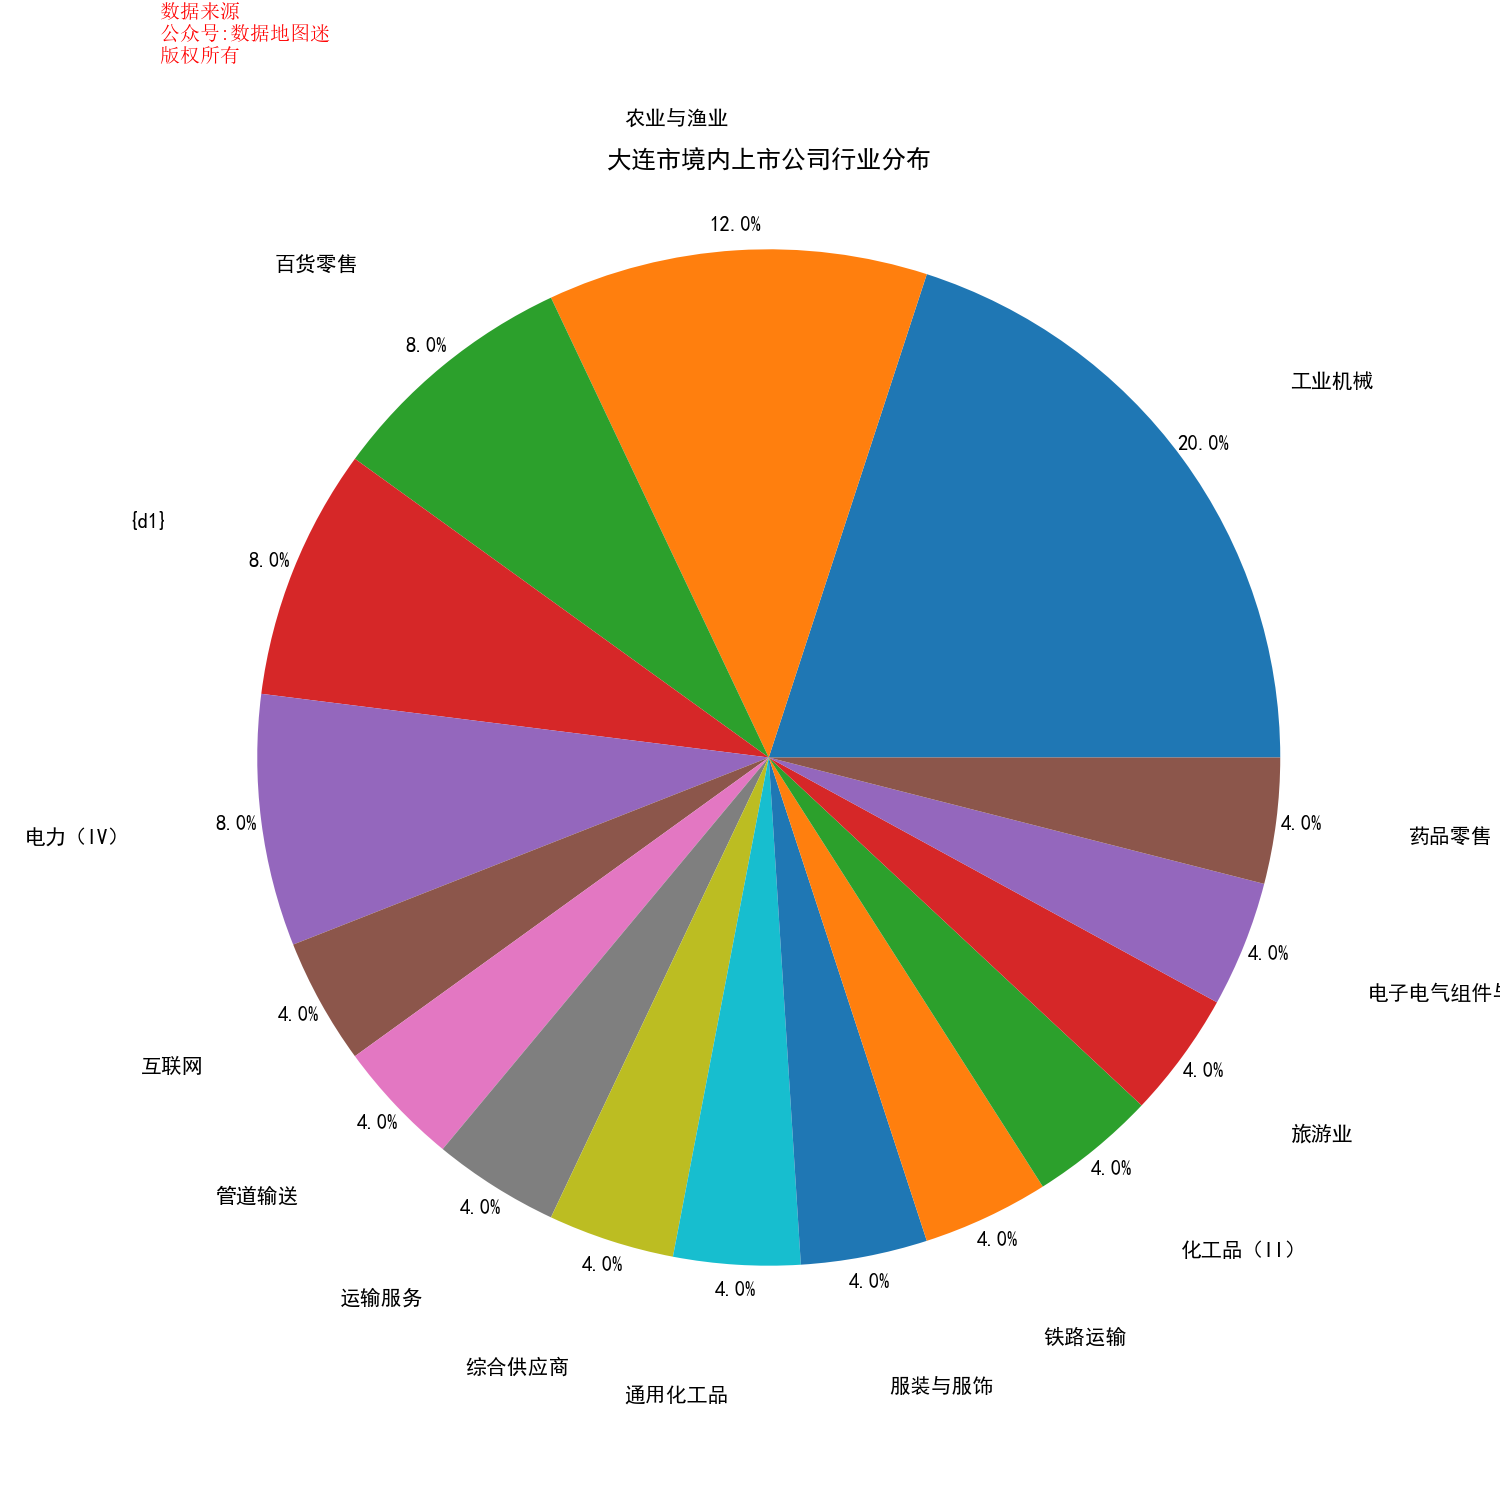 数据来源
公众号:数据地图迷
版权所有
农业与渔业
大连市境内上市公司行业分布
12.0%
百货零售
8.0%
工业机械
20.0%
{d1}
8.0%
电力（IV）
8.0%
4.0%
药品零售
4.0%
电子电气组件
4.0%
互联网
4.0%
旅游业
4.0%
管道输送
4.0%
化工品（II）
4.0%
运输服务
4.0%
铁路运输
4.0%
综合供应商
4.0%
通用化工品
4.0%
服装与服饰
4.0%